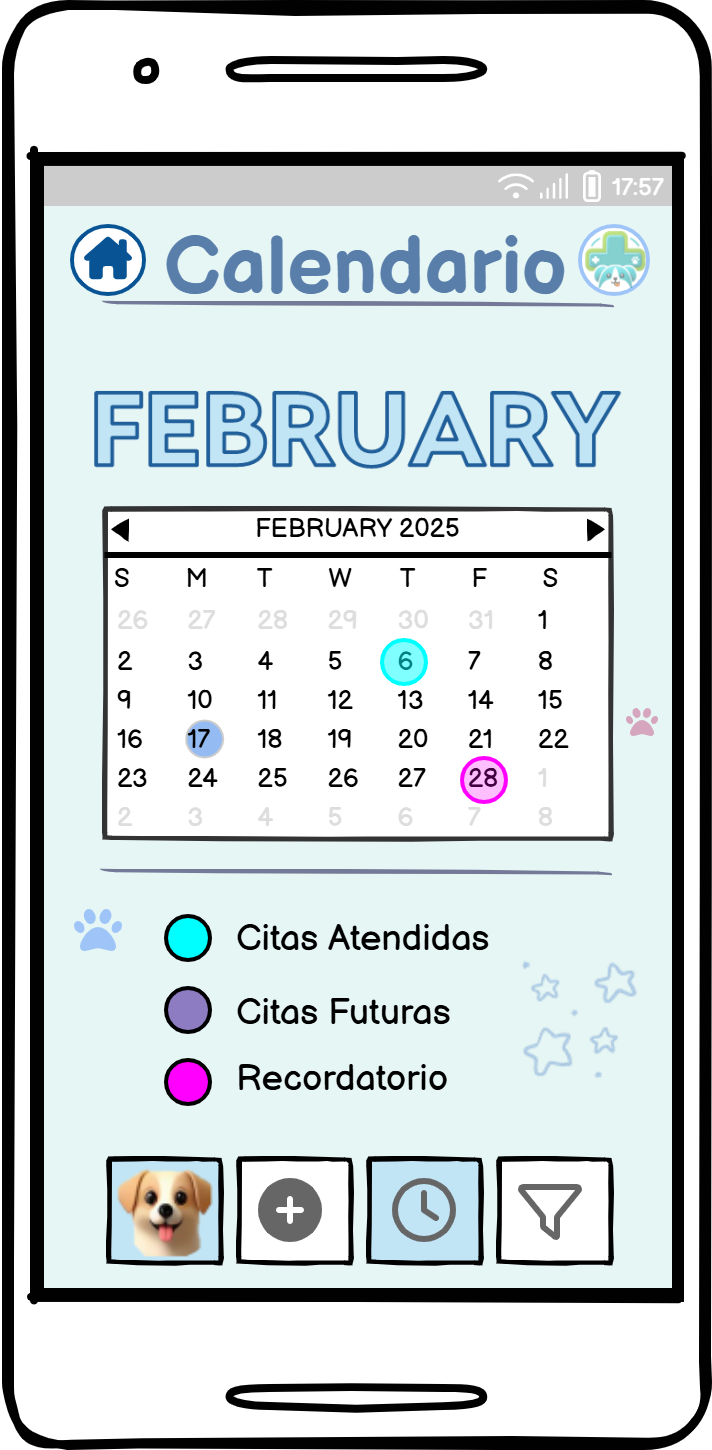 17:57
Calendario
FEBRUARY
FEBRUARY 2025
S M T W T F S
26 27 28 29 30 31 1
2 3 4 5 6 7 8
9 10 11 12 13 14 15
16 17 18 19 20 21 22
23 24 25 26 27 28 1
2 3 4 5 6 7 8
Citas Atendidas
Citas Futuras
Recordatorio